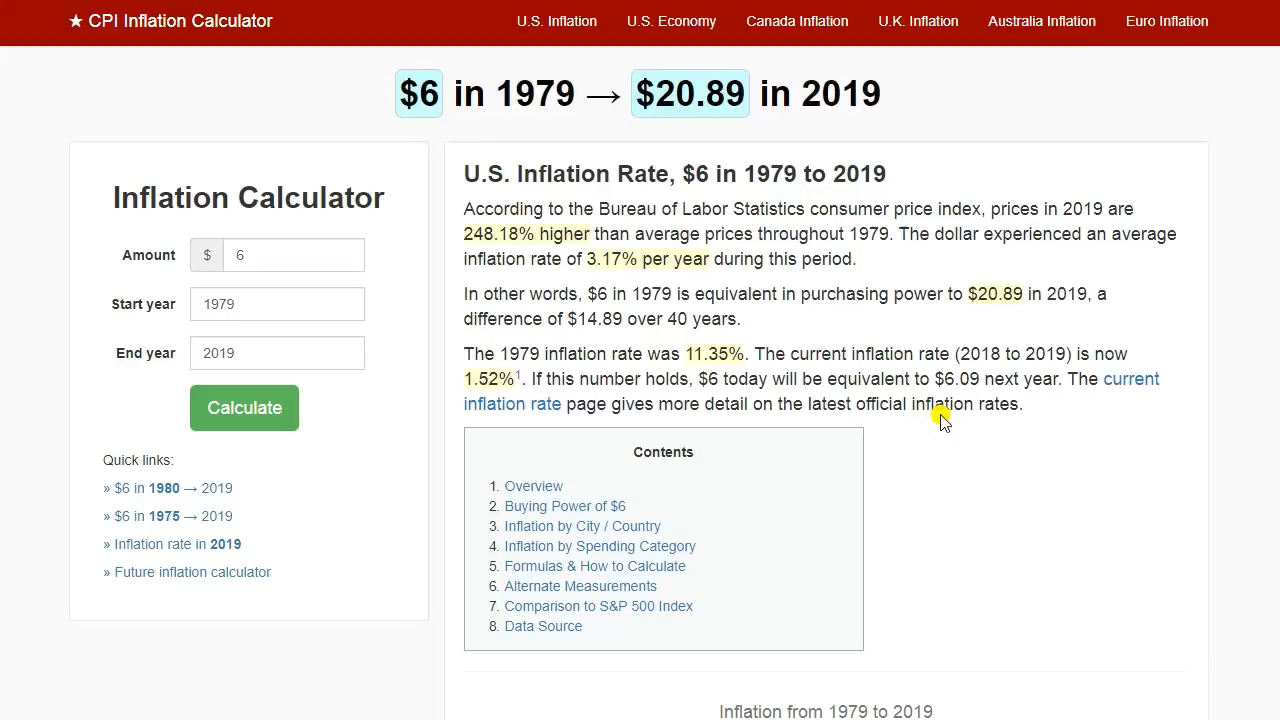 ★ CPI Inflation Calculator
U.S. Inflation U.S. Economy Canada Inflation U.K. Inflation Australia Inflation Euro Inflation
$6 in 1979 → $20.89 in 2019
Inflation Calculator
Amount $ 6
Start year 1979
End year 2019
Calculate
Quick links:
» $6 in 1980 → 2019
» $6 in 1975 → 2019
» Inflation rate in 2019
» Future inflation calculator
U.S. Inflation Rate, $6 in 1979 to 2019
According to the Bureau of Labor Statistics consumer price index, prices in 2019 are
248.18% higher than average prices throughout 1979. The dollar experienced an average
inflation rate of 3.17% per year during this period.
In other words, $6 in 1979 is equivalent in purchasing power to $20.89 in 2019, a
difference of $14.89 over 40 years.
The 1979 inflation rate was 11.35%. The current inflation rate (2018 to 2019) is now
1.52%¹. If this number holds, $6 today will be equivalent to $6.09 next year. The current
inflation rate page gives more detail on the latest official inflation rates.
Contents
1. Overview
2. Buying Power of $6
3. Inflation by City / Country
4. Inflation by Spending Category
5. Formulas & How to Calculate
6. Alternate Measurements
7. Comparison to S&P 500 Index
8. Data Source
Inflation from 1979 to 2019